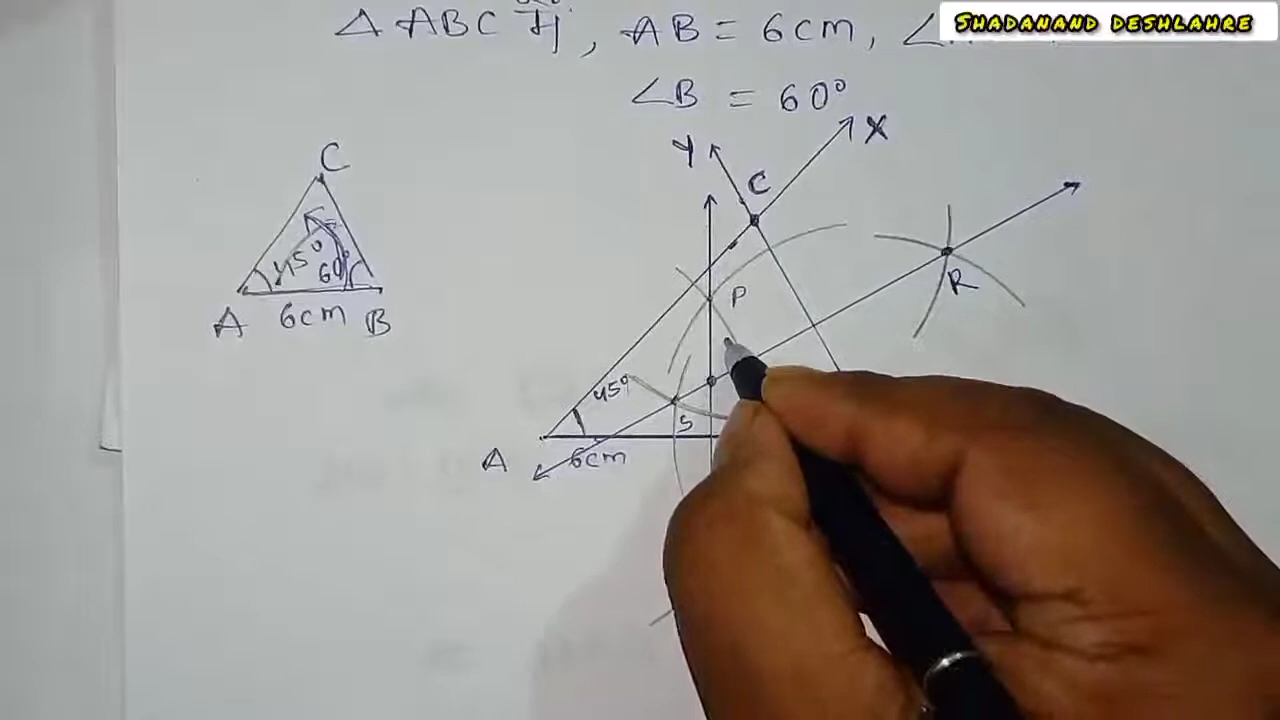 SHADANAND DESHLAHRE
△ ABC में, AB = 6cm,
∠B = 60°
Y
X
C
C
R
P
45°
60°
45°
S
A
6cm
B
A
6cm